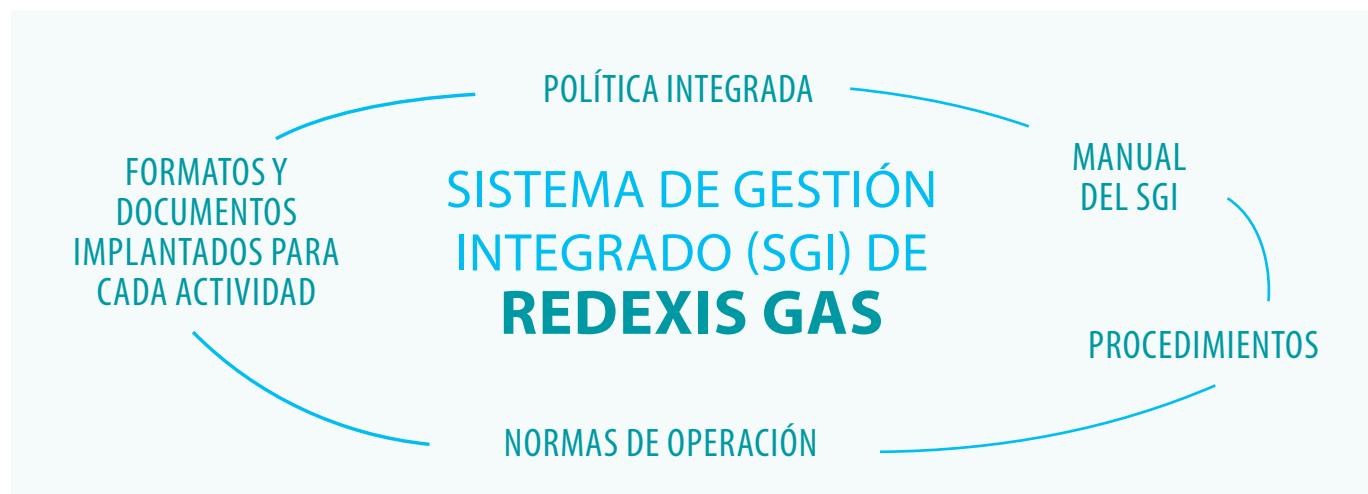 POLÍTICA INTEGRADA
MANUAL
DEL SGI
PROCEDIMIENTOS
NORMAS DE OPERACIÓN
FORMATOS Y
DOCUMENTOS
IMPLANTADOS PARA
CADA ACTIVIDAD
SISTEMA DE GESTIÓN
INTEGRADO (SGI) DE
REDEXIS GAS